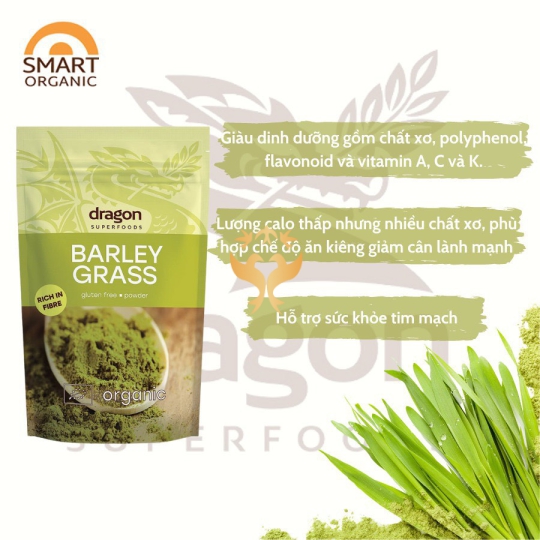 SMART
ORGANIC
Giàu dinh dưỡng gồm chất xơ, polyphenol,
flavonoid và vitamin A, C và K.
dragon
SUPERFOODS
BARLEY
GRASS
gluten free • powder
RICH IN
FIBRE
organic
Lượng calo thấp nhưng nhiều chất xơ, phù
hợp chế độ ăn kiêng giảm cân lành mạnh
Hỗ trợ sức khỏe tim mạch
dragon
SUPERFOODS